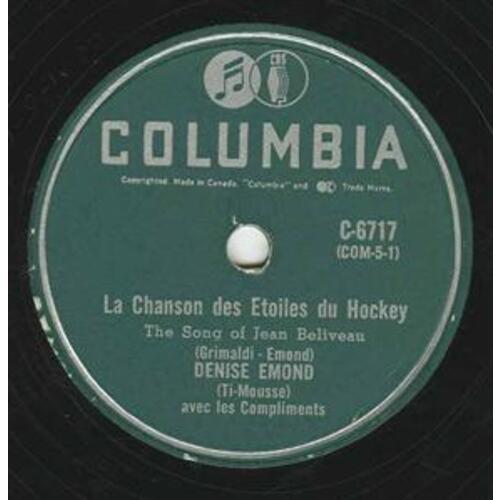 CBS
COLUMBIA
Copyrighted. Made in Canada. "Columbia" and Trade Marks.
C-6717
(COM-5-1)
La Chanson des Etoiles du Hockey
The Song of Jean Beliveau
(Grimaldi - Emond)
DENISE EMOND
(Ti-Mousse)
avec les Compliments